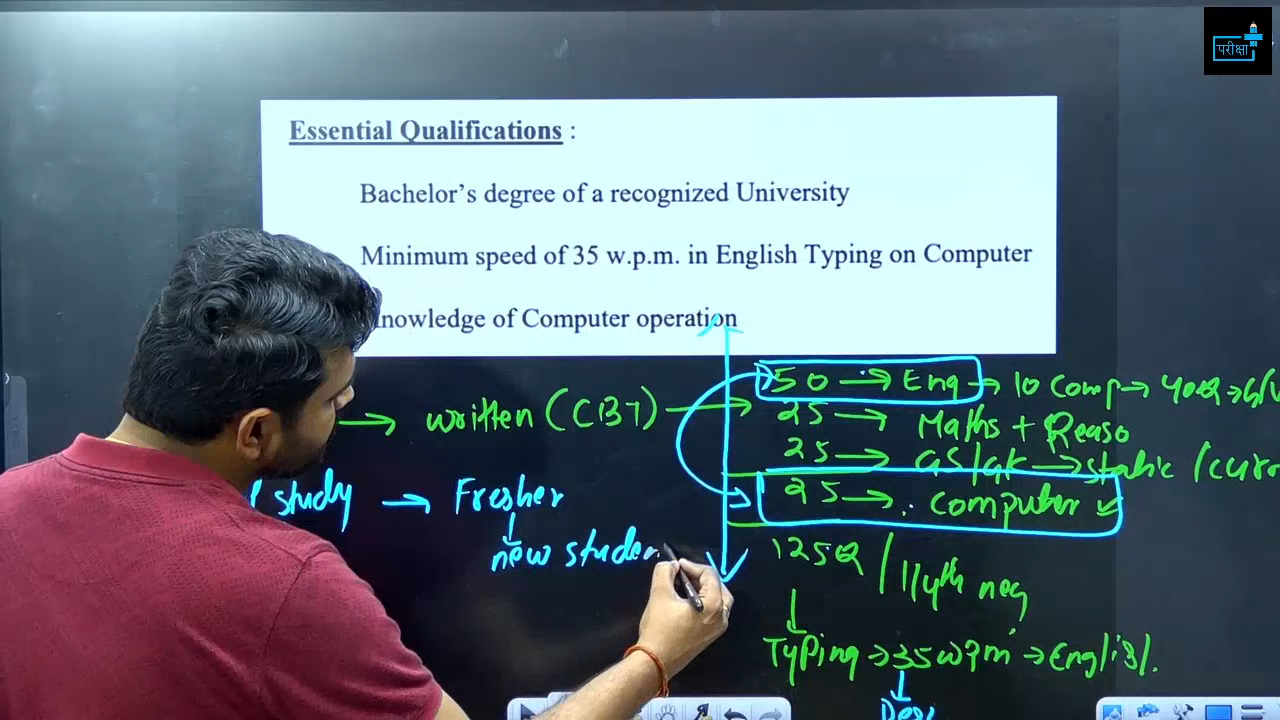 परीक्षा
Essential Qualifications :
Bachelor's degree of a recognized University
Minimum speed of 35 w.p.m. in English Typing on Computer
nowledge of Computer operation
50 → Eng → 10 Comp → 40Q →
→ written (CBT) → 25 → Maths + Reaso
25 → GS/GK → static / curr
study → Fresher
25 → Computer
new studen
125Q / 1/4th neg
Typing → 35 wpm → English.